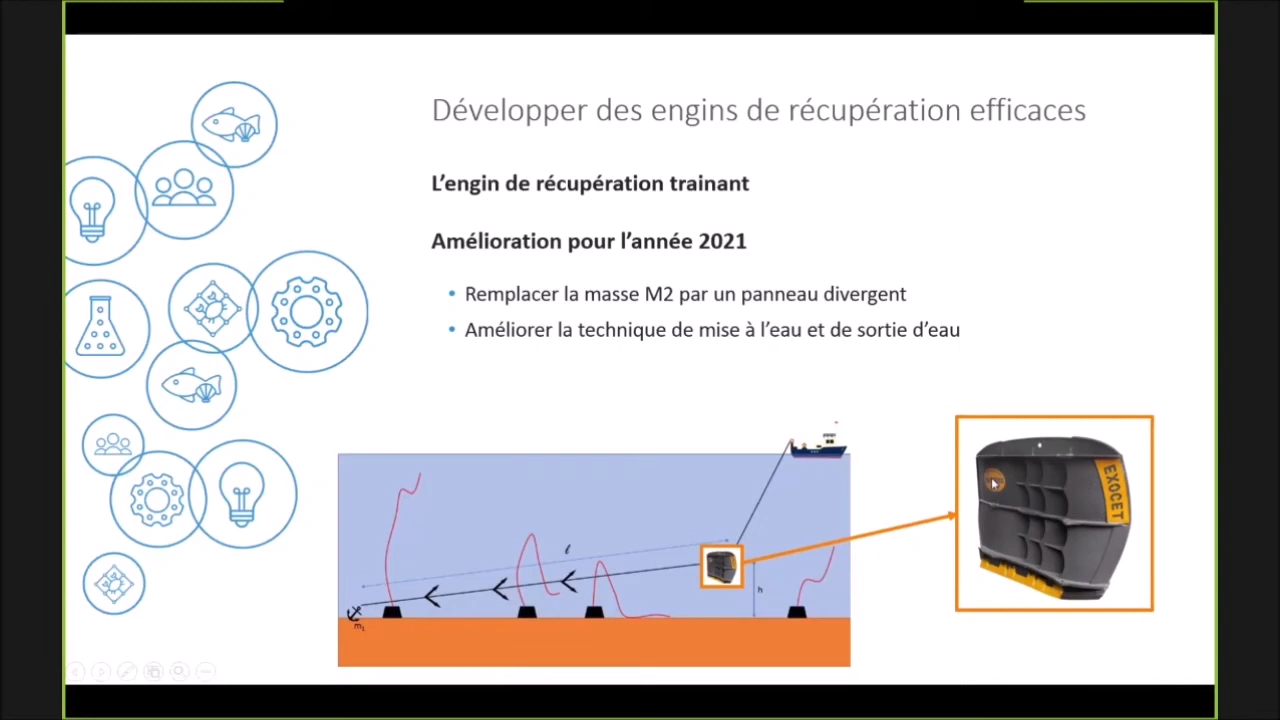 Développer des engins de récupération efficaces
L'engin de récupération trainant
Amélioration pour l'année 2021
• Remplacer la masse M2 par un panneau divergent
• Améliorer la technique de mise à l'eau et de sortie d'eau
EXOCET
ℓ
h
m₁